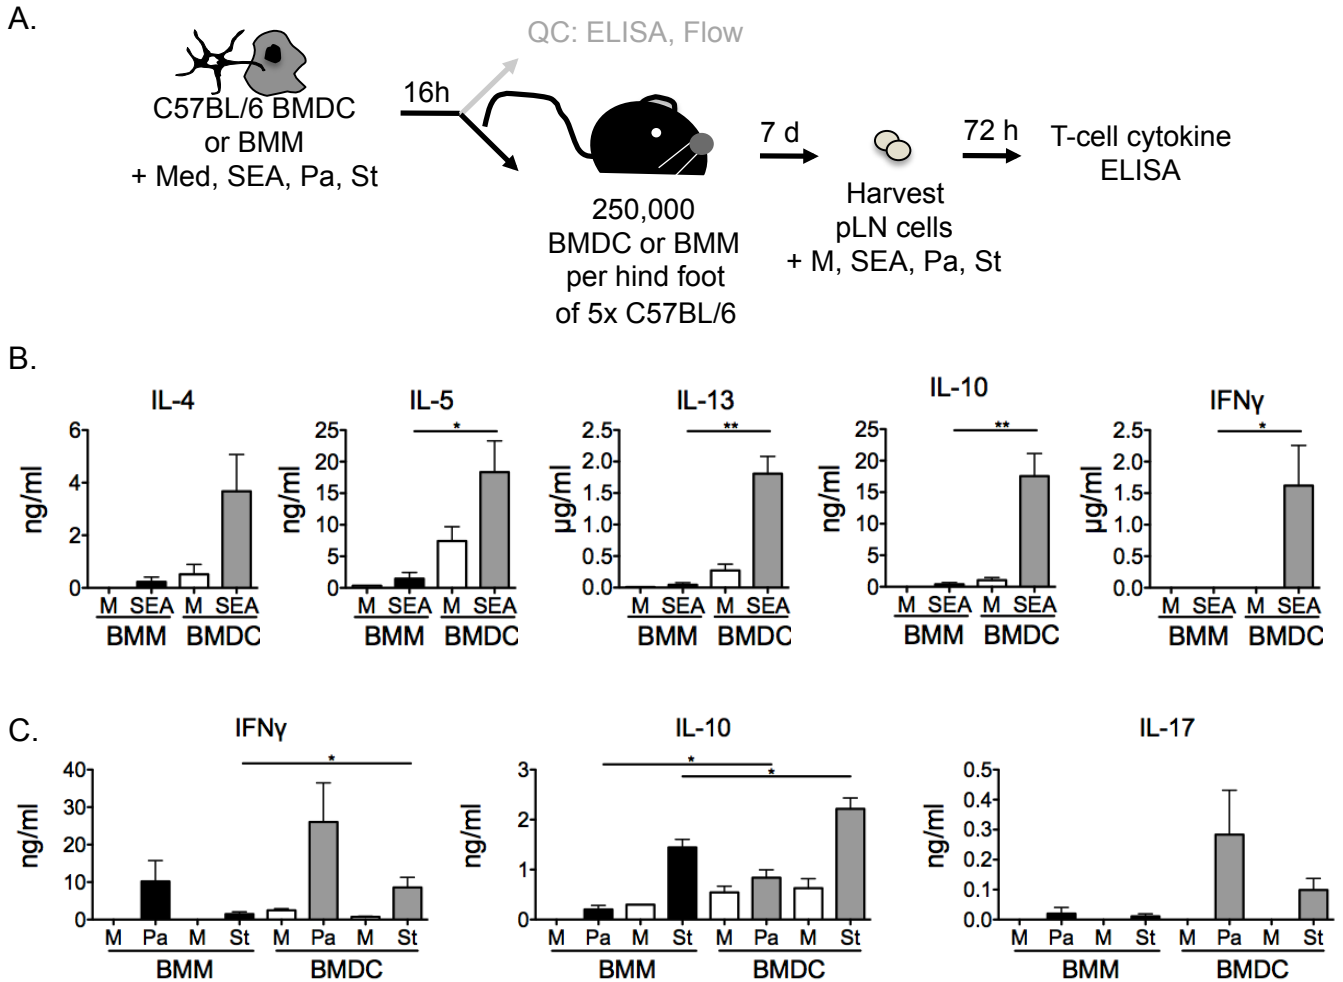 A.
QC: ELISA, Flow
C57BL/6 BMDC
or BMM
+ Med, SEA, Pa, St
16h
250,000
BMDC or BMM
per hind foot
of 5x C57BL/6
7 d
Harvest
pLN cells
+ M, SEA, Pa, St
72 h
T-cell cytokine
ELISA
B.
IL-4
ng/ml
6
4
2
0
M SEA M SEA
BMM BMDC
IL-5
ng/ml
25
20
15
10
5
0
*
M SEA M SEA
BMM BMDC
IL-13
µg/ml
2.5
2.0
1.5
1.0
0.5
0.0
**
M SEA M SEA
BMM BMDC
IL-10
ng/ml
25
20
15
10
5
0
**
M SEA M SEA
BMM BMDC
IFNγ
µg/ml
2.5
2.0
1.5
1.0
0.5
0.0
*
M SEA M SEA
BMM BMDC
C.
IFNγ
ng/ml
40
30
20
10
0
*
M Pa M St M Pa M St
BMM BMDC
IL-10
ng/ml
3
2
1
0
*
*
M Pa M St M Pa M St
BMM BMDC
IL-17
ng/ml
0.5
0.4
0.3
0.2
0.1
0.0
M Pa M St M Pa M St
BMM BMDC